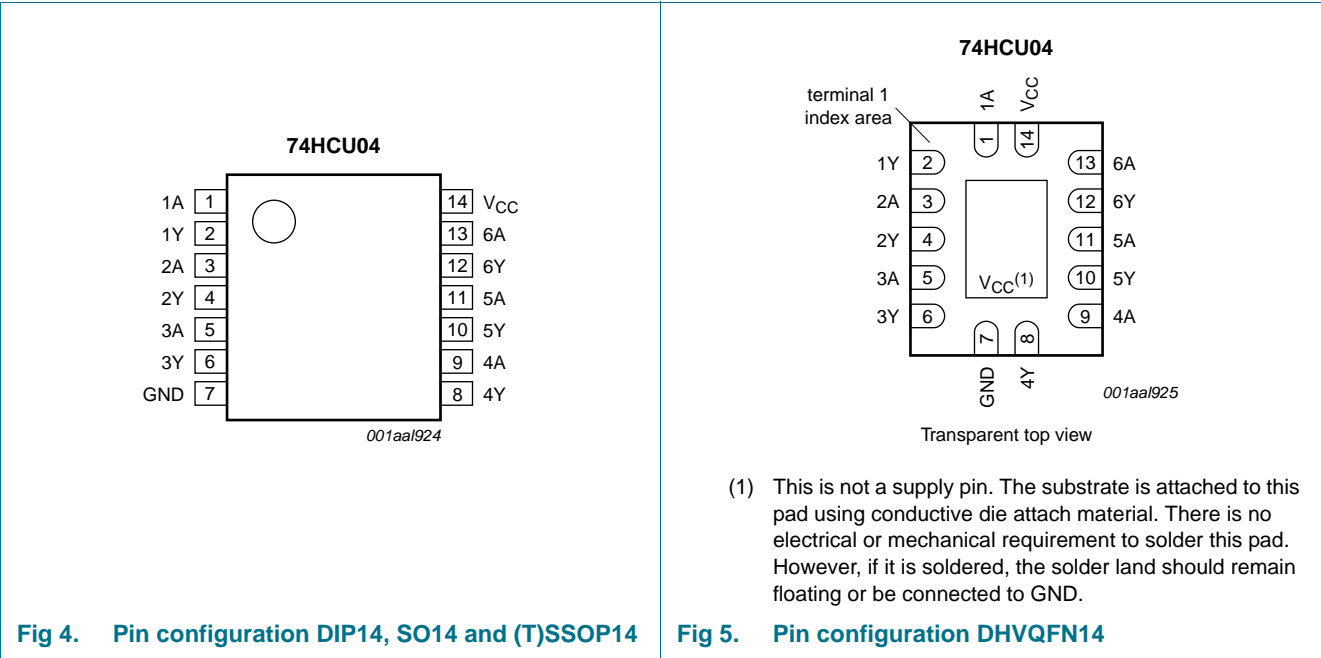 74HCU04
1A 1 14 VCC
1Y 2 13 6A
2A 3 12 6Y
2Y 4 11 5A
3A 5 10 5Y
3Y 6 9 4A
GND 7 8 4Y
001aal924
Fig 4. Pin configuration DIP14, SO14 and (T)SSOP14
74HCU04
terminal 1
index area
1A VCC
1 14
1Y 2 13 6A
2A 3 12 6Y
2Y 4 11 5A
3A 5 VCC(1) 10 5Y
3Y 6 9 4A
7 8
GND 4Y
001aal925
Transparent top view
(1) This is not a supply pin. The substrate is attached to this
pad using conductive die attach material. There is no
electrical or mechanical requirement to solder this pad.
However, if it is soldered, the solder land should remain
floating or be connected to GND.
Fig 5. Pin configuration DHVQFN14